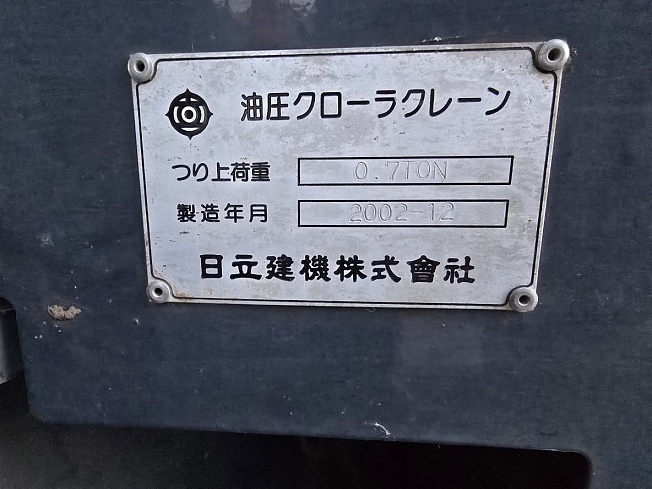 油圧クローラクレーン
つり上荷重 0.7TON
製造年月 2002-12
日立建機株式會社